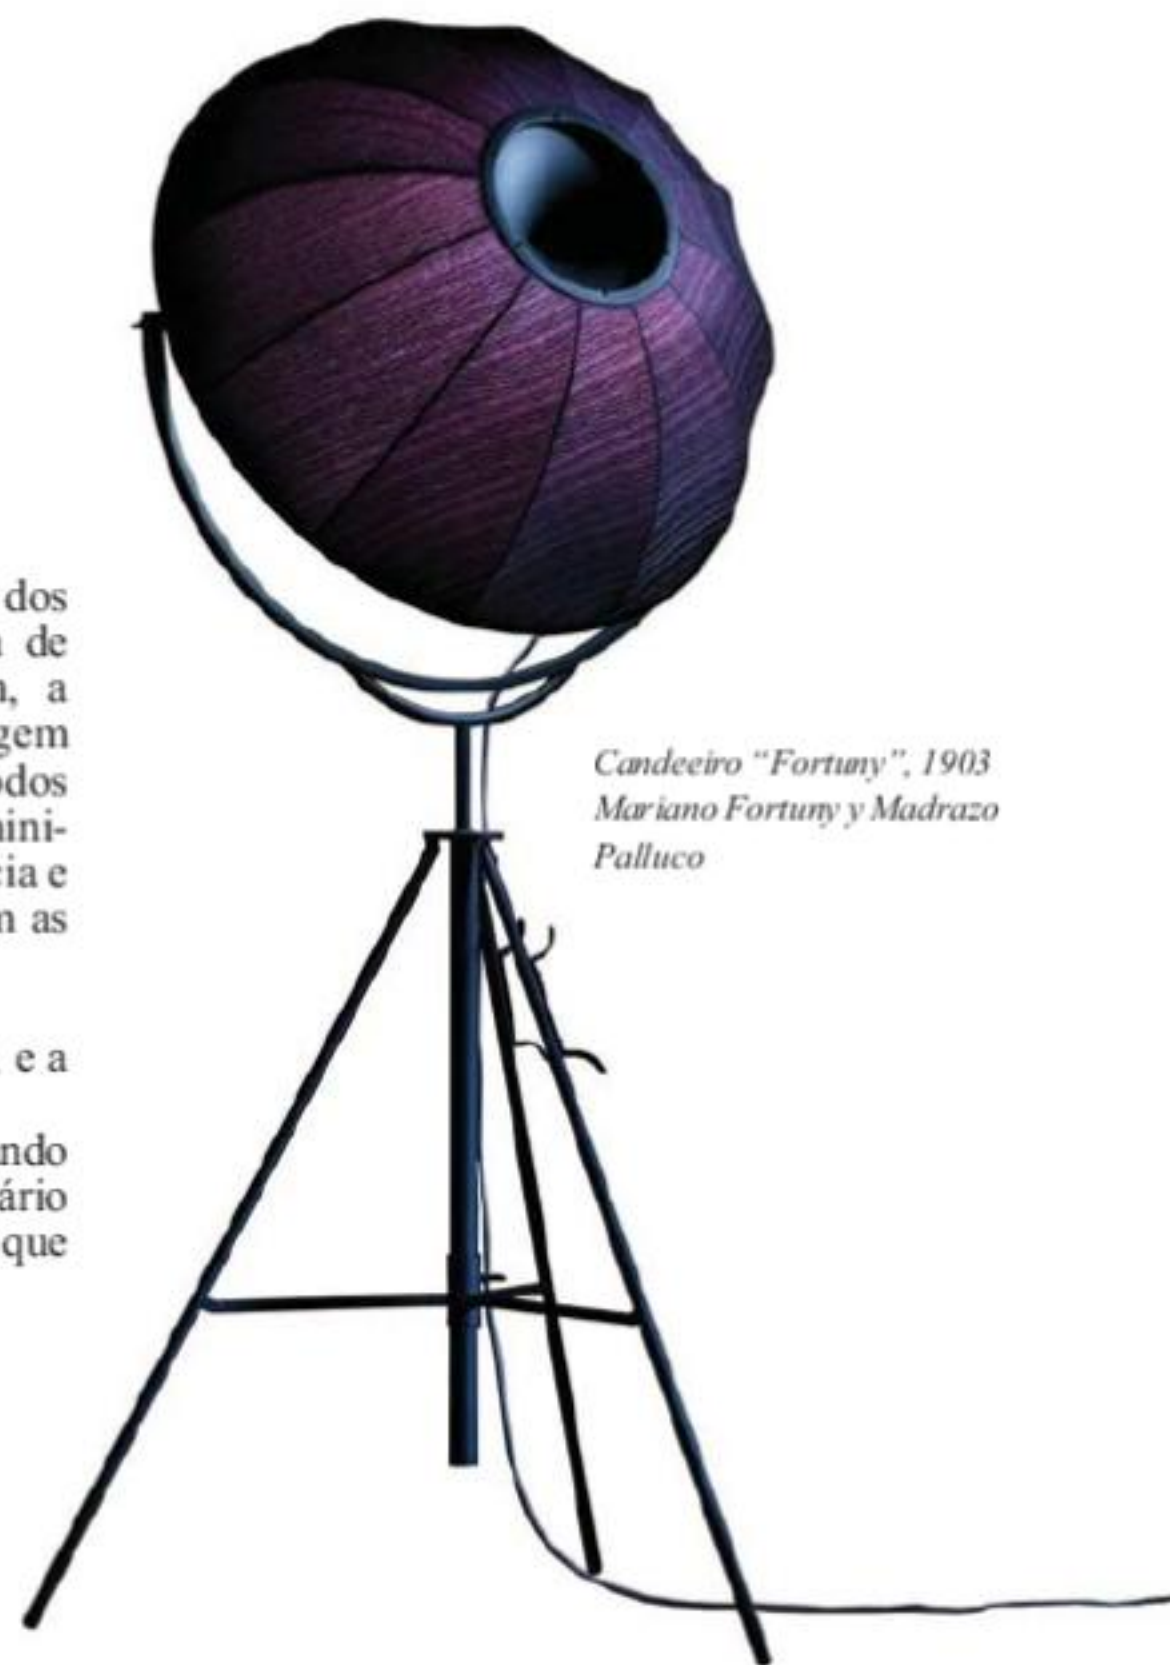 dos
de
a
gem
odos
nini-
cia e
as
e a
ndo
ário
que
Candeeiro “Fortuny”, 1903
Mariano Fortuny y Madrazo
Palluco